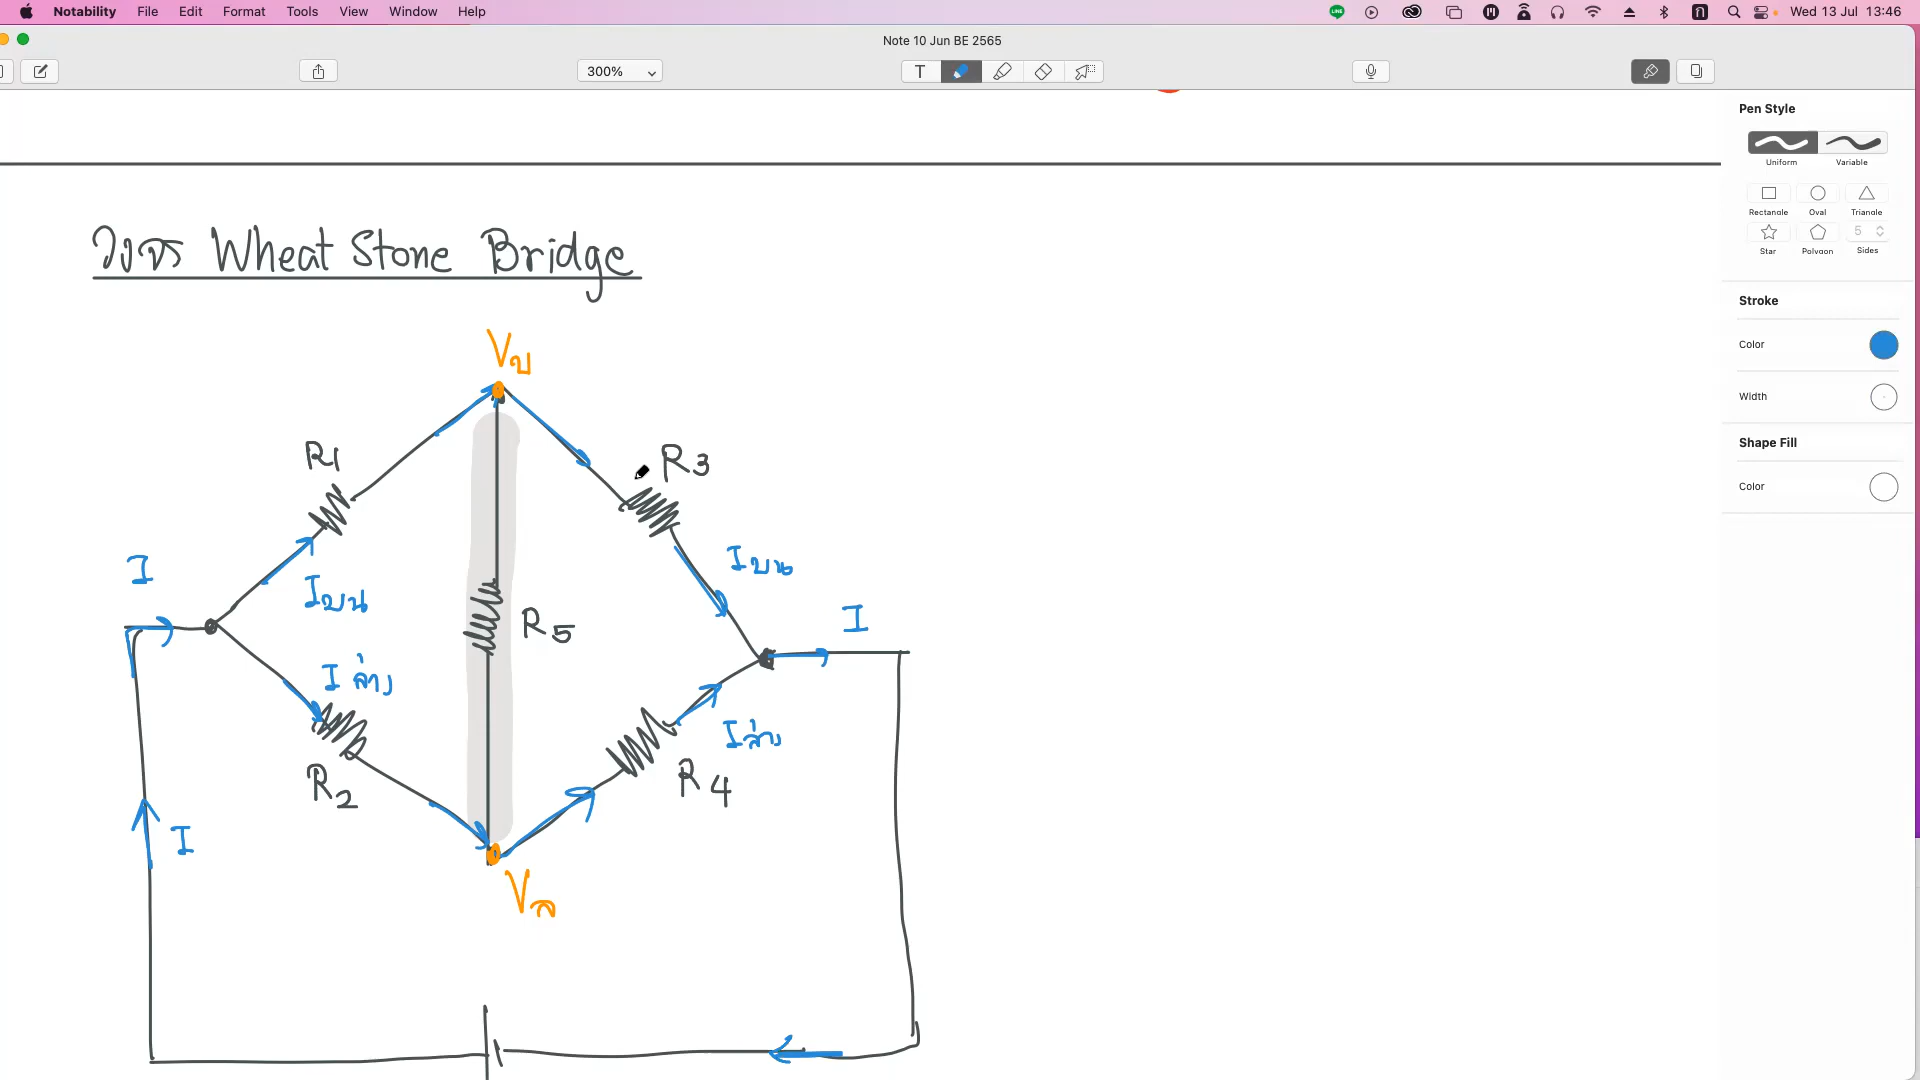 Notability File Edit Format Tools View Window Help Wed 13 Jul 13:46
Note 10 Jun BE 2565
300% T
Pen Style
Uniform Variable
Rectangle Oval Triangle
5
Star Polygon Sides
Stroke
Color
Width
Shape Fill
Color
วงจร Wheat Stone Bridge
Vบ
R1
R3
I
Iบน
Iบน
R5
I
I ล่าง
Iล่าง
R2
R4
I
Vล